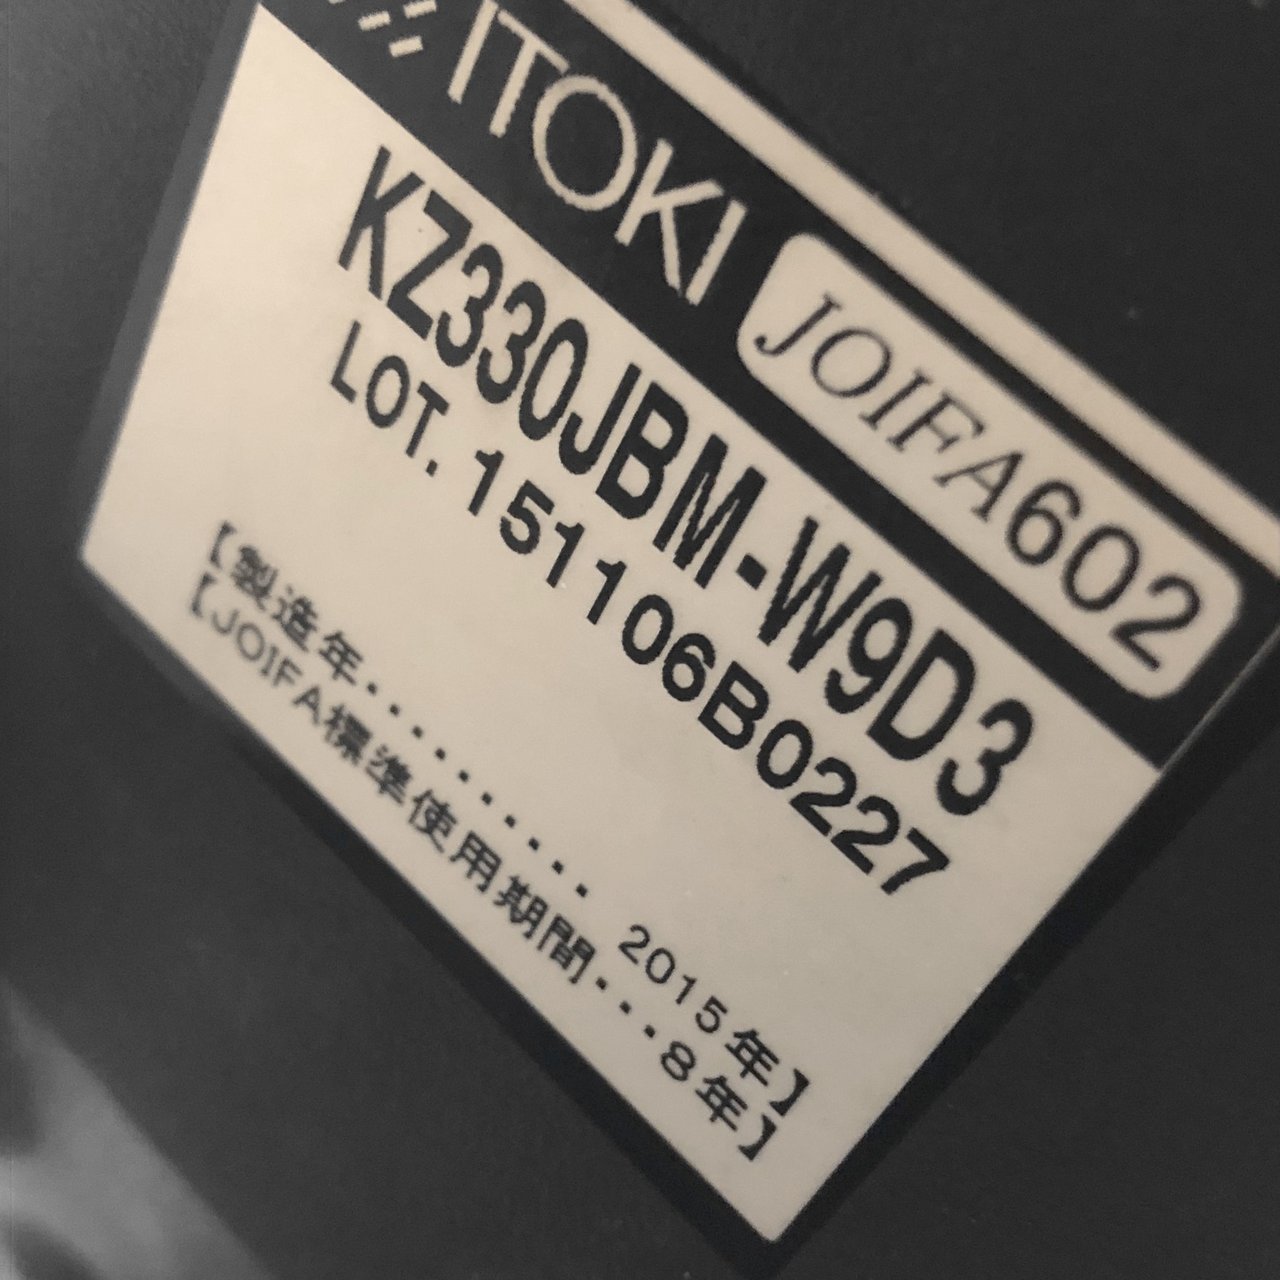 ITOKI JOIFA602
KZ330JBM-W9D3
LOT. 151106B0227
【製造年・・・・・・・・・・ 2015年】
【JOIFA標準使用期間・・・8年】